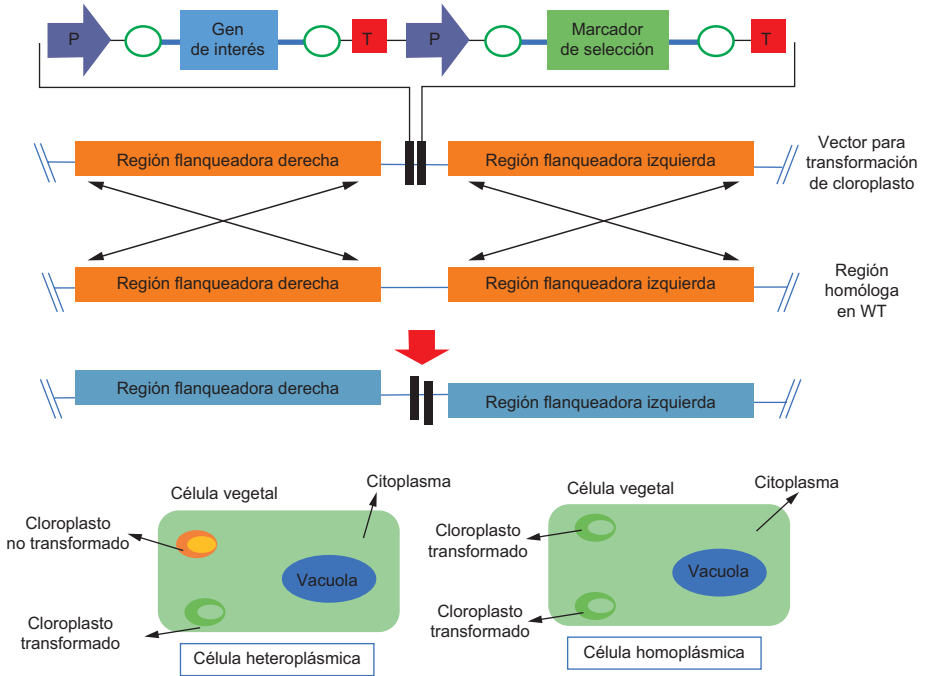 P
Gen
de interés
T
P
Marcador
de selección
T
Región flanqueadora derecha
Región flanqueadora izquierda
Vector para
transformación
de cloroplasto
Región flanqueadora derecha
Región flanqueadora izquierda
Región
homóloga
en WT
Región flanqueadora derecha
Región flanqueadora izquierda
Célula vegetal
Citoplasma
Cloroplasto
no transformado
Vacuola
Cloroplasto
transformado
Célula heteroplásmica
Célula vegetal
Citoplasma
Cloroplasto
transformado
Vacuola
Cloroplasto
transformado
Célula homoplásmica